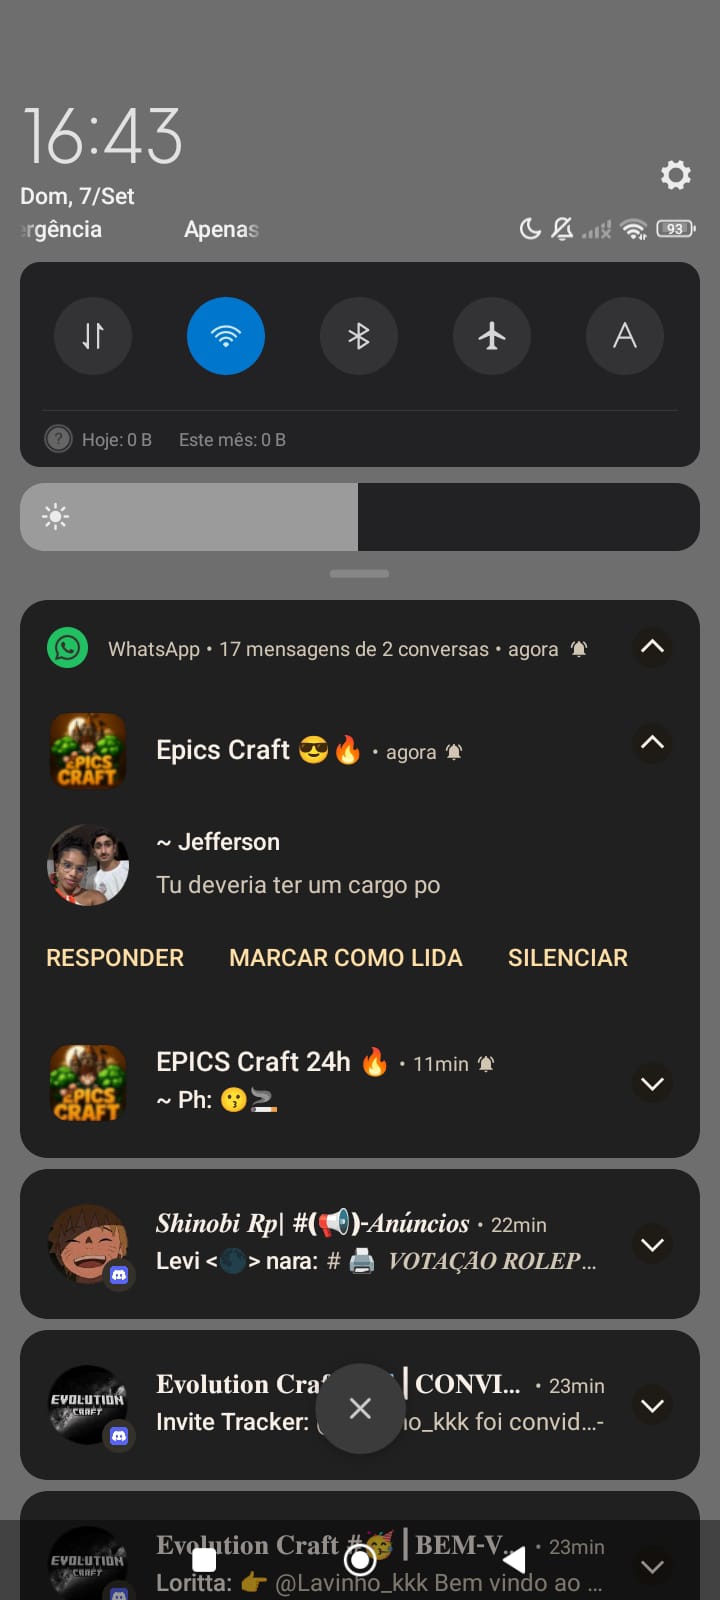 16:43
Dom, 7/Set
rgência Apenas
93
Hoje: 0 B Este mês: 0 B
WhatsApp • 17 mensagens de 2 conversas • agora
EPICS
CRAFT
Epics Craft 😎🔥 • agora
~ Jefferson
Tu deveria ter um cargo po
RESPONDER MARCAR COMO LIDA SILENCIAR
EPICS
CRAFT
EPICS Craft 24h 🔥 • 11min
~ Ph: 😗🚬
Shinobi Rp| #(📢)-Anúncios • 22min
Levi <🌑> nara: # 🖨️ VOTAÇÃO ROLEP...
EVOLUTION
CRAFT
Evolution Cra | CONVI... • 23min
Invite Tracker: o_kkk foi convid...-
EVOLUTION
CRAFT
Evolution Craft #🥳 | BEM-V... • 23min
Loritta: 👉 @Lavinho_kkk Bem vindo ao ...